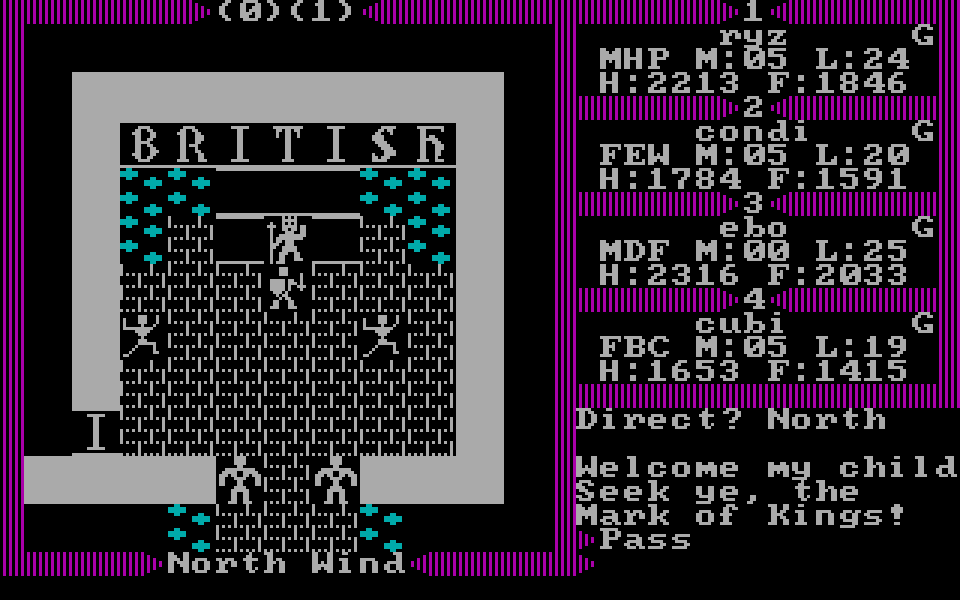 (0)(1)
BRITISH
I
North Wind
1
ryz G
MHP M:05 L:24
H:2213 F:1846
2
condi G
FEW M:05 L:20
H:1784 F:1591
3
ebo G
MDF M:00 L:25
H:2316 F:2033
4
cubi G
FBC M:05 L:19
H:1653 F:1415
Direct? North
Welcome my child
Seek ye, the
Mark of Kings!
Pass